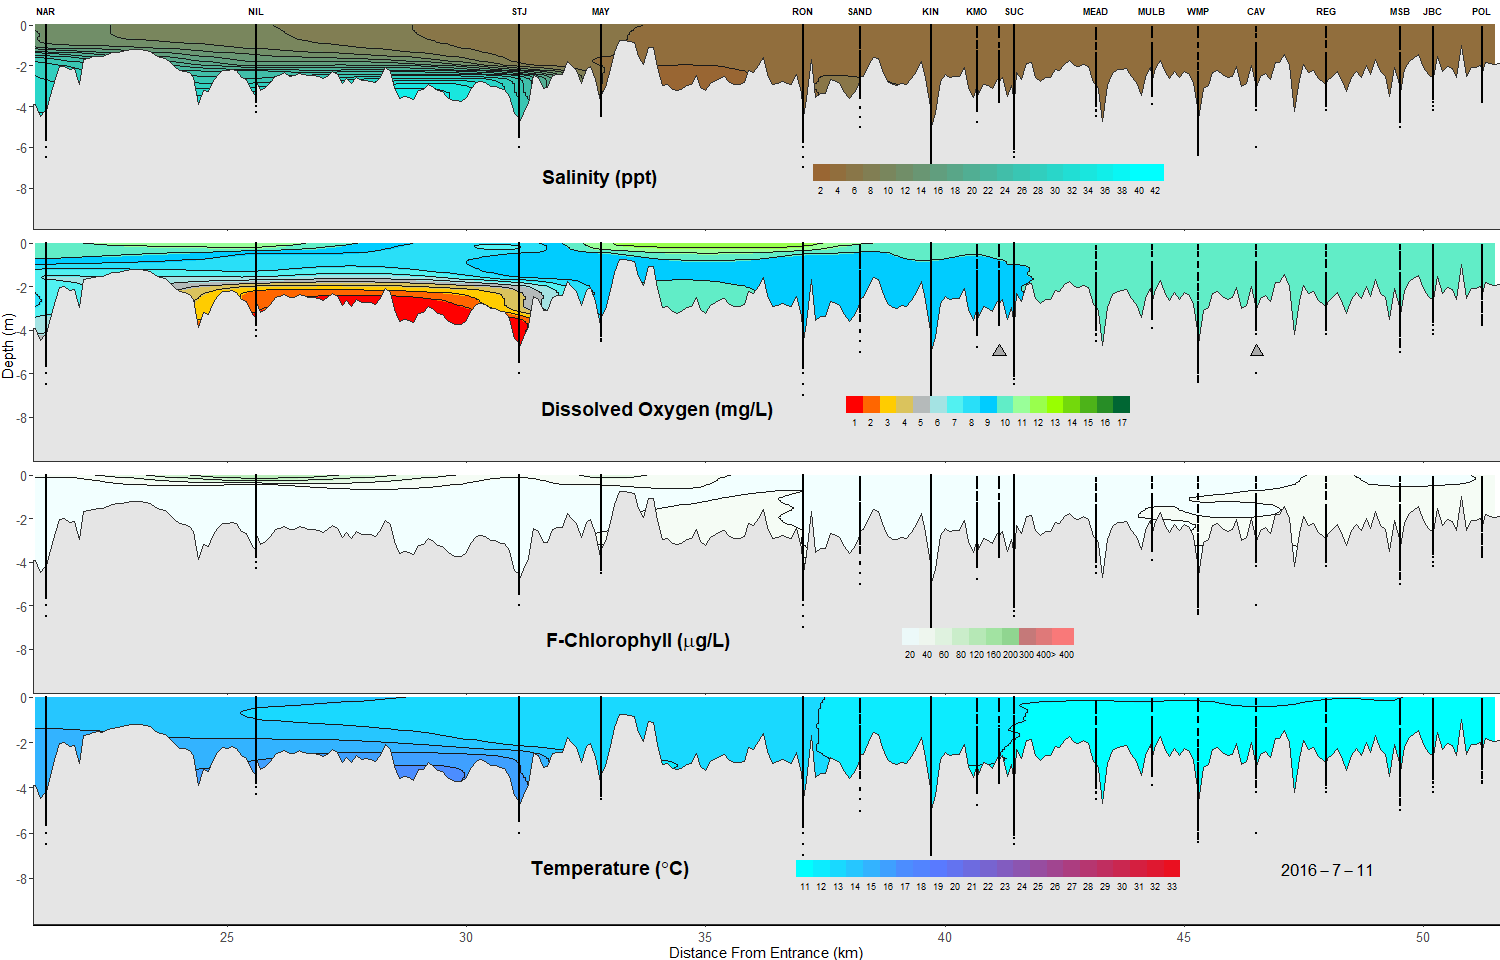 NAR NIL STJ MAY RON SAND KIN KMO SUC MEAD MULB WMP CAV REG MSB JBC POL
0
-2
-4
-6
-8
Salinity (ppt)
2 4 6 8 10 12 14 16 18 20 22 24 26 28 30 32 34 36 38 40 42
0
-2
-4
-6
-8
Depth (m)
Dissolved Oxygen (mg/L)
1 2 3 4 5 6 7 8 9 10 11 12 13 14 15 16 17
0
-2
-4
-6
-8
F-Chlorophyll (μg/L)
20 40 60 80 120 160 200 300 400> 400
0
-2
-4
-6
-8
Temperature (°C)
11 12 13 14 15 16 17 18 19 20 21 22 23 24 25 26 27 28 29 30 31 32 33
2016 – 7 – 11
25 30 35 40 45 50
Distance From Entrance (km)